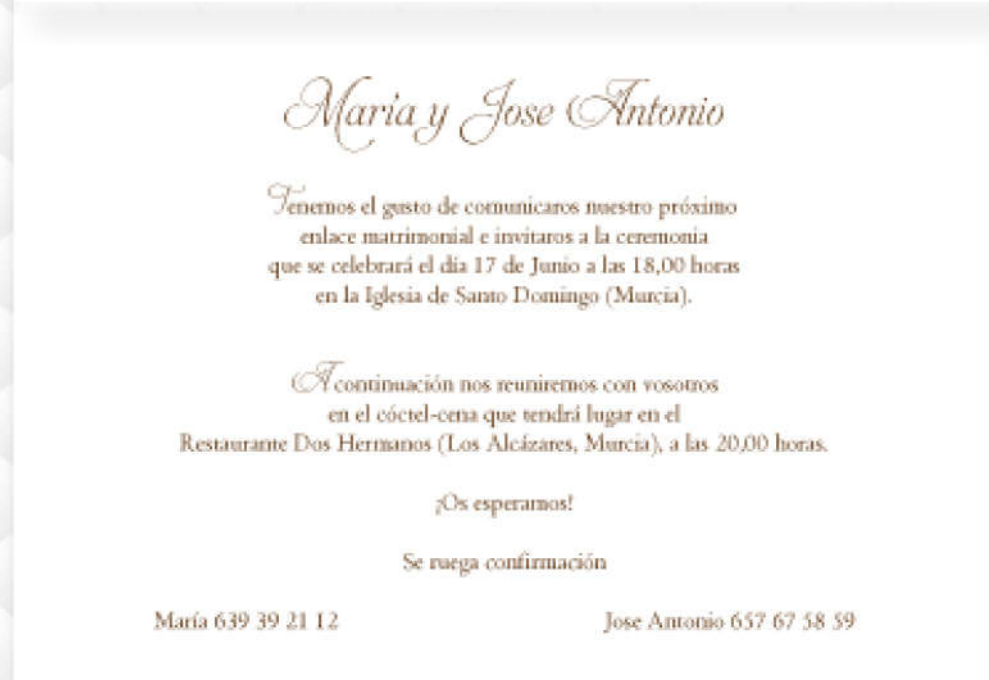 María y Jose Antonio
Tenemos el gusto de comunicaros nuestro próximo
enlace matrimonial e invitaros a la ceremonia
que se celebrará el día 17 de Junio a las 18,00 horas
en la Iglesia de Santo Domingo (Murcia).
A continuación nos reuniremos con vosotros
en el cóctel-cena que tendrá lugar en el
Restaurante Dos Hermanos (Los Alcázares, Murcia), a las 20,00 horas.
¡Os esperamos!
Se ruega confirmación
María 639 39 21 12
Jose Antonio 657 67 58 59